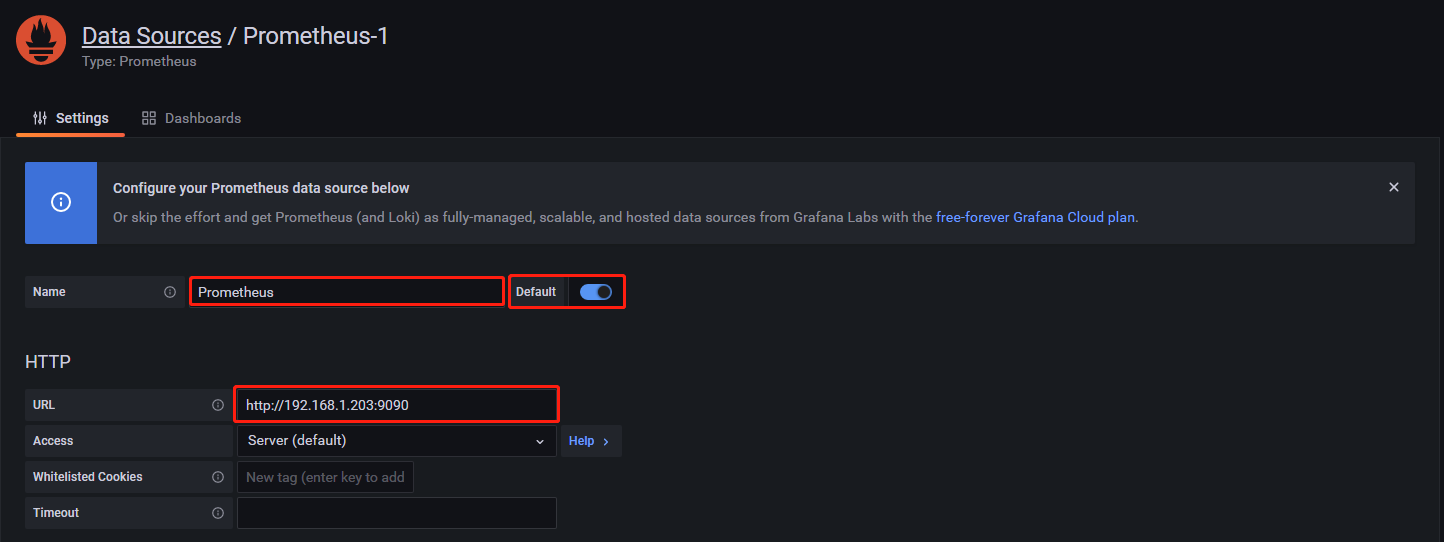 Data Sources / Prometheus-1
Type: Prometheus
Settings Dashboards
Configure your Prometheus data source below
Or skip the effort and get Prometheus (and Loki) as fully-managed, scalable, and hosted data sources from Grafana Labs with the free-forever Grafana Cloud plan.
Name Prometheus Default
HTTP
URL http://192.168.1.203:9090
Access Server (default) Help
Whitelisted Cookies New tag (enter key to add
Timeout